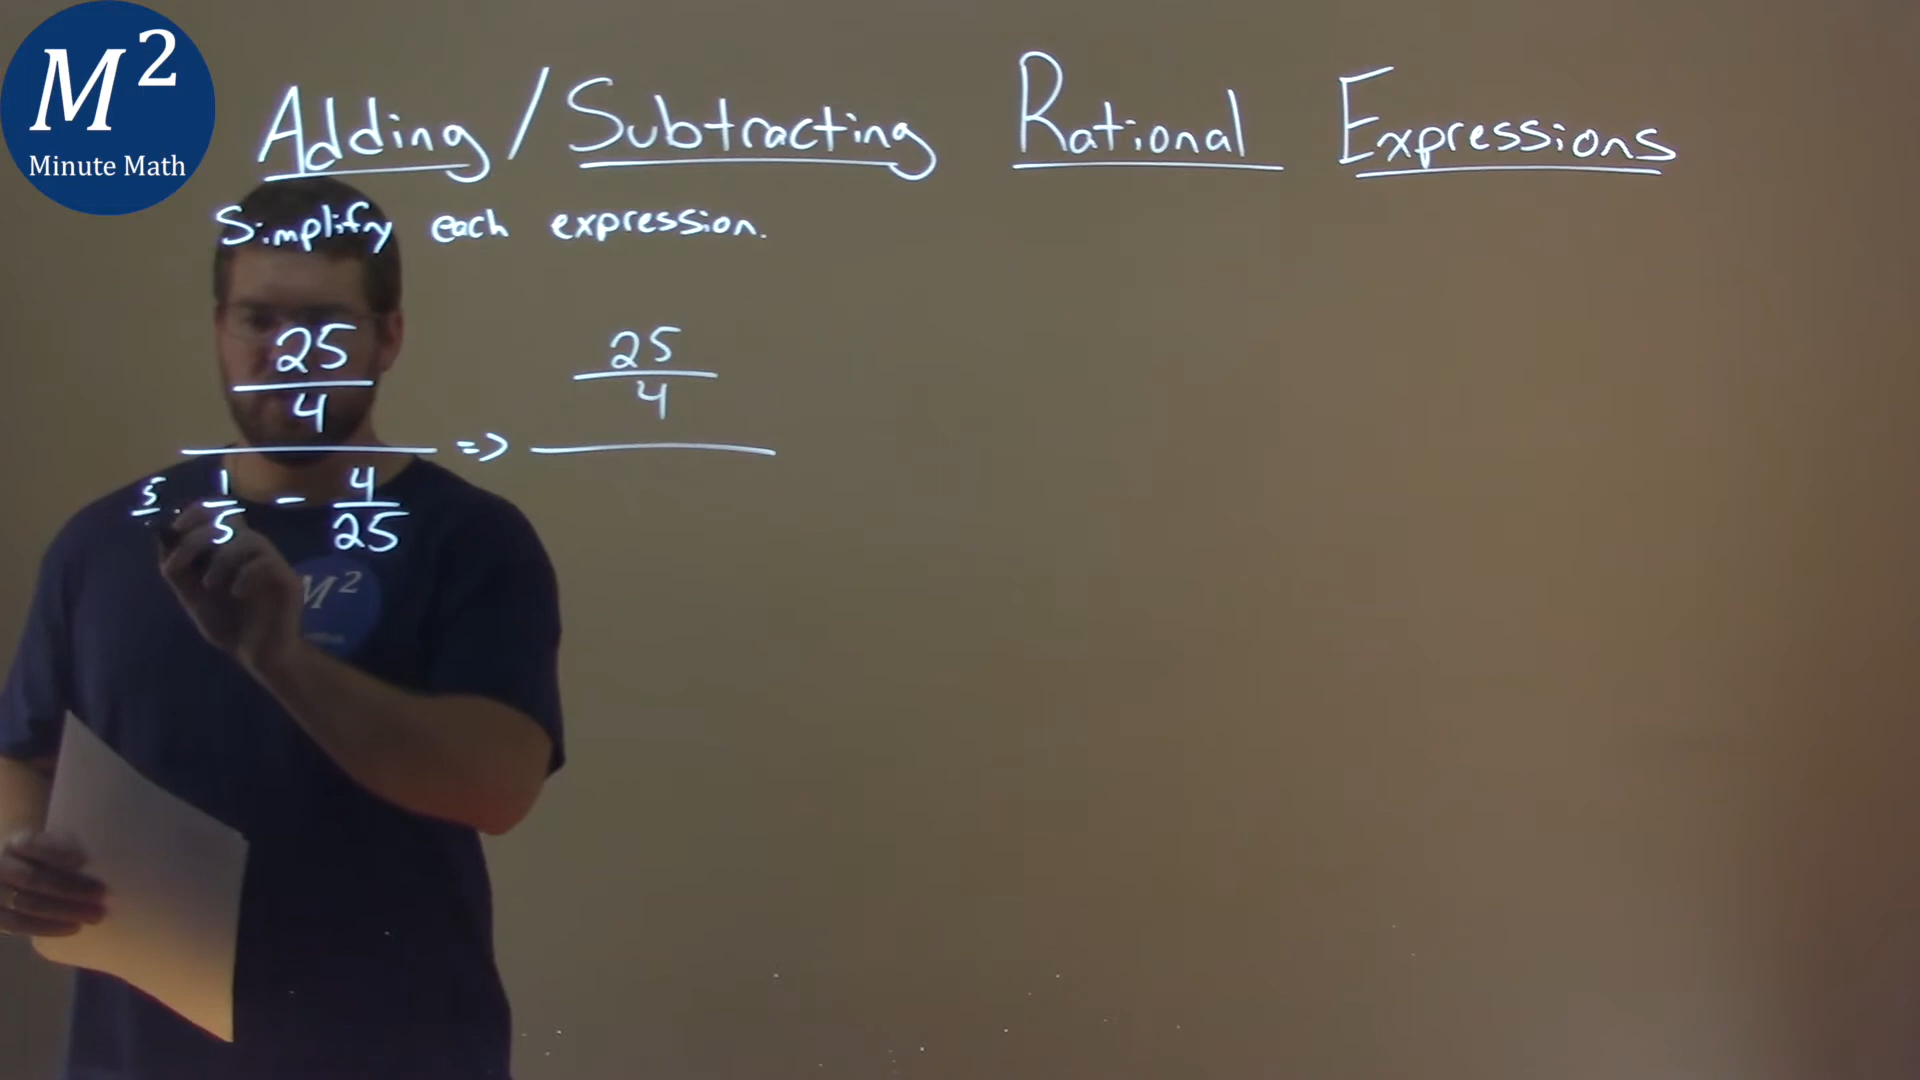 M²
Minute Math
Adding / Subtracting Rational Expressions
Simplify each expression.
25 25
4 4
=>
5 · 1 - 4
5 25
M²